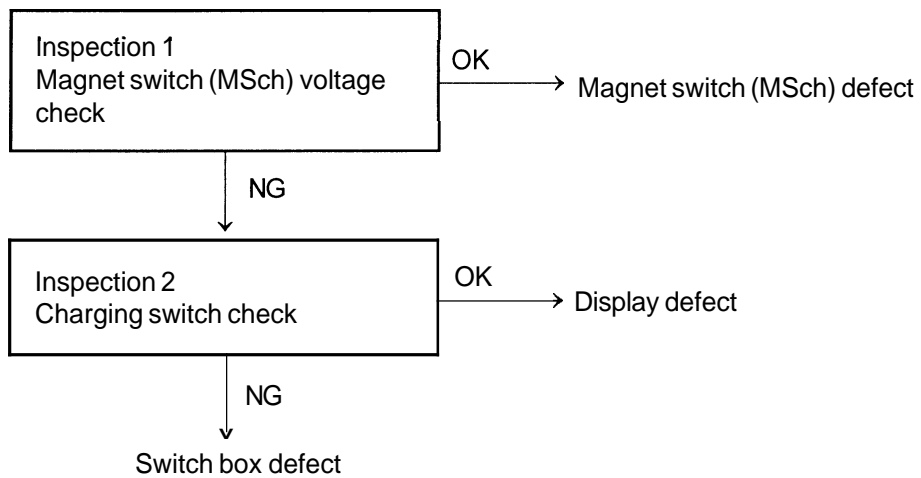 Inspection 1
Magnet switch (MSch) voltage
check
OK
Magnet switch (MSch) defect
NG
Inspection 2
Charging switch check
OK
Display defect
NG
Switch box defect